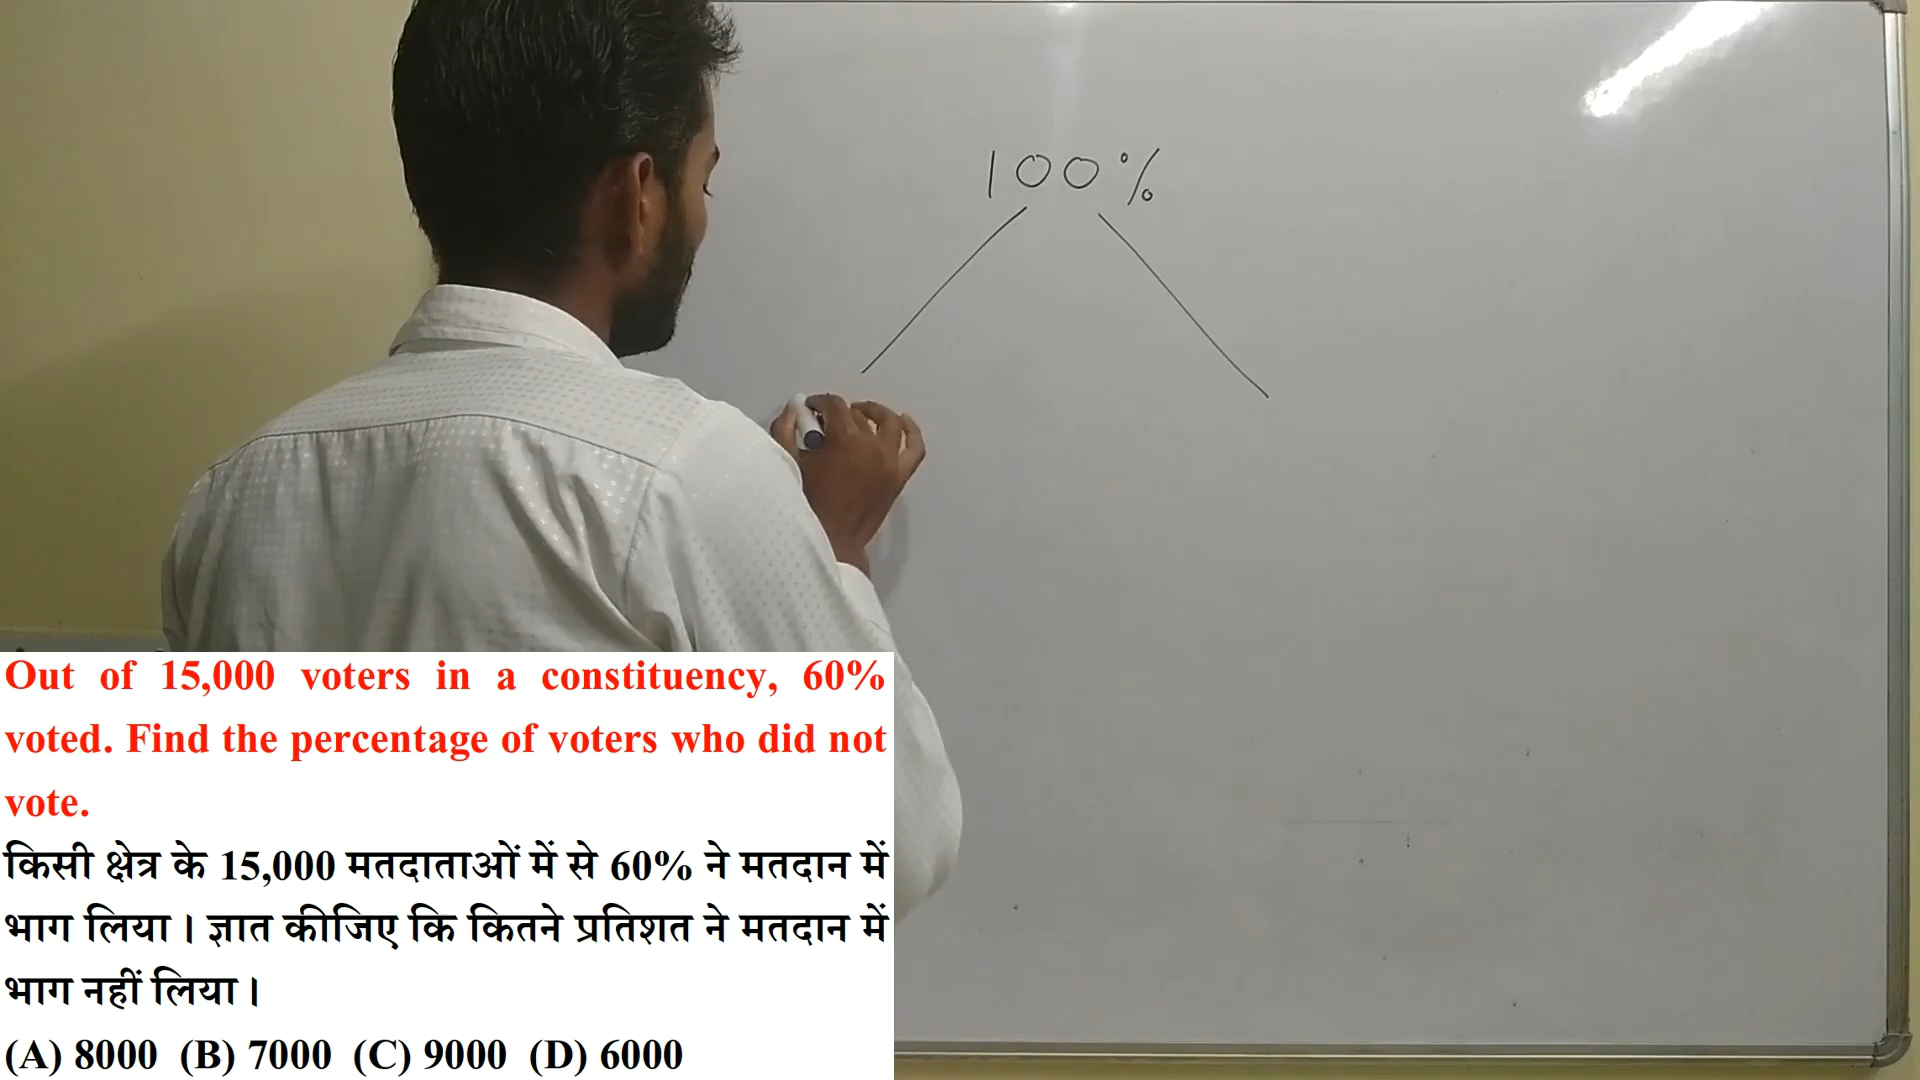 100%
Out of 15,000 voters in a constituency, 60%
voted. Find the percentage of voters who did not
vote.
किसी क्षेत्र के 15,000 मतदाताओं में से 60% ने मतदान में
भाग लिया। ज्ञात कीजिए कि कितने प्रतिशत ने मतदान में
भाग नहीं लिया।
(A) 8000 (B) 7000 (C) 9000 (D) 6000